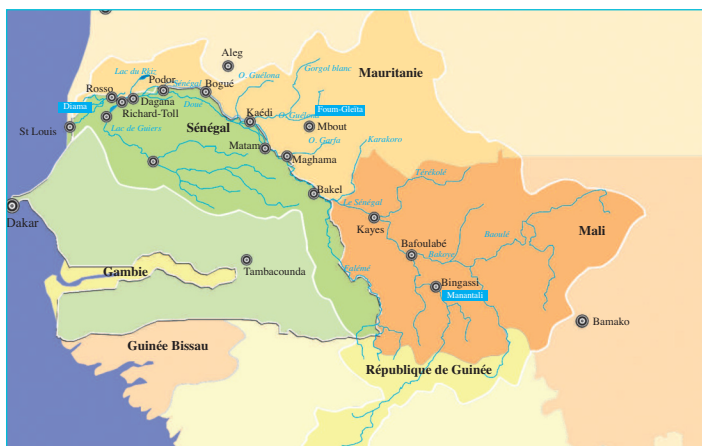 Aleg
Lac du Rkiz
Gorgol blanc
O. Guélona
Mauritanie
Podor
Sénégal
Bogué
Rosso
Diama
Dagana
Doué
Foum-Gleita
Richard-Toll
Kaédi
O. Guélona
Mbout
St Louis
Lac de Guiers
Sénégal
O. Garfa
Karakoro
Matam
Maghama
Térékolé
Bakel
Le Sénégal
Dakar
Kayes
Baoulé
Mali
Bafoulabé
Bakoye
Gambie
Tambacounda
Falémé
Bingassi
Manantali
Bamako
Guinée Bissau
République de Guinée